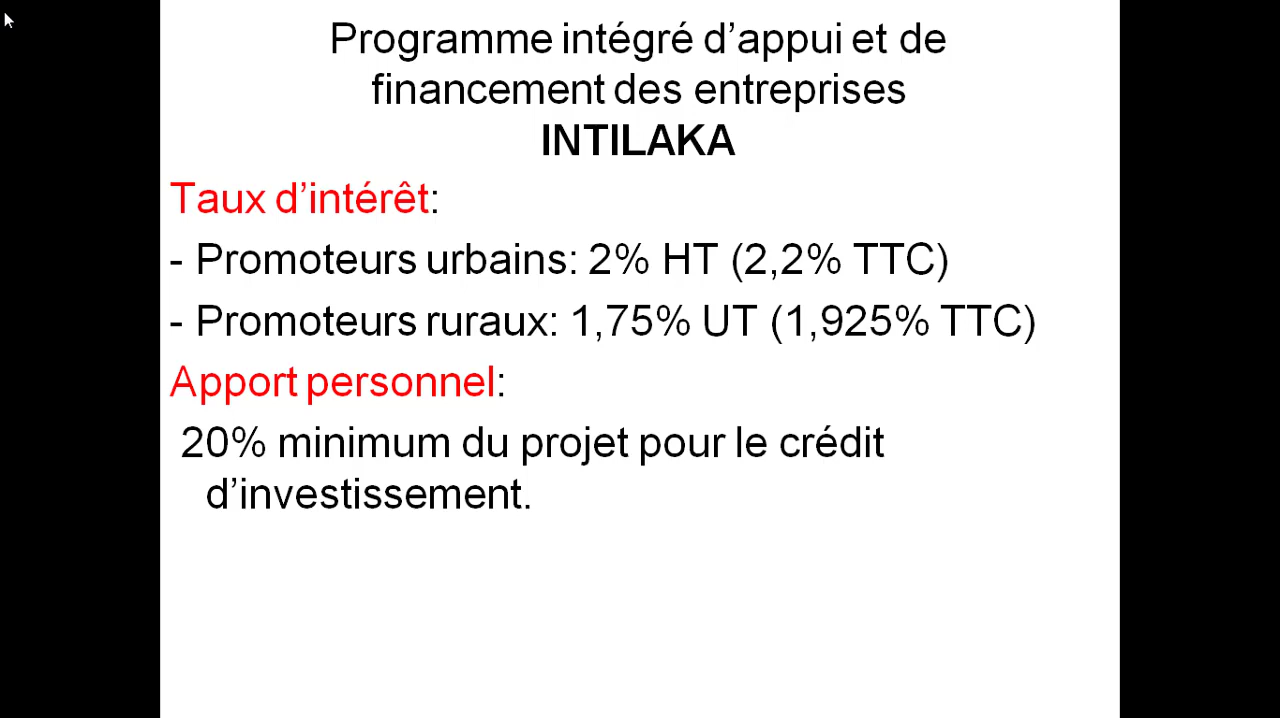 Programme intégré d’appui et de
financement des entreprises
INTILAKA
Taux d’intérêt:
- Promoteurs urbains: 2% HT (2,2% TTC)
- Promoteurs ruraux: 1,75% UT (1,925% TTC)
Apport personnel:
20% minimum du projet pour le crédit
d’investissement.